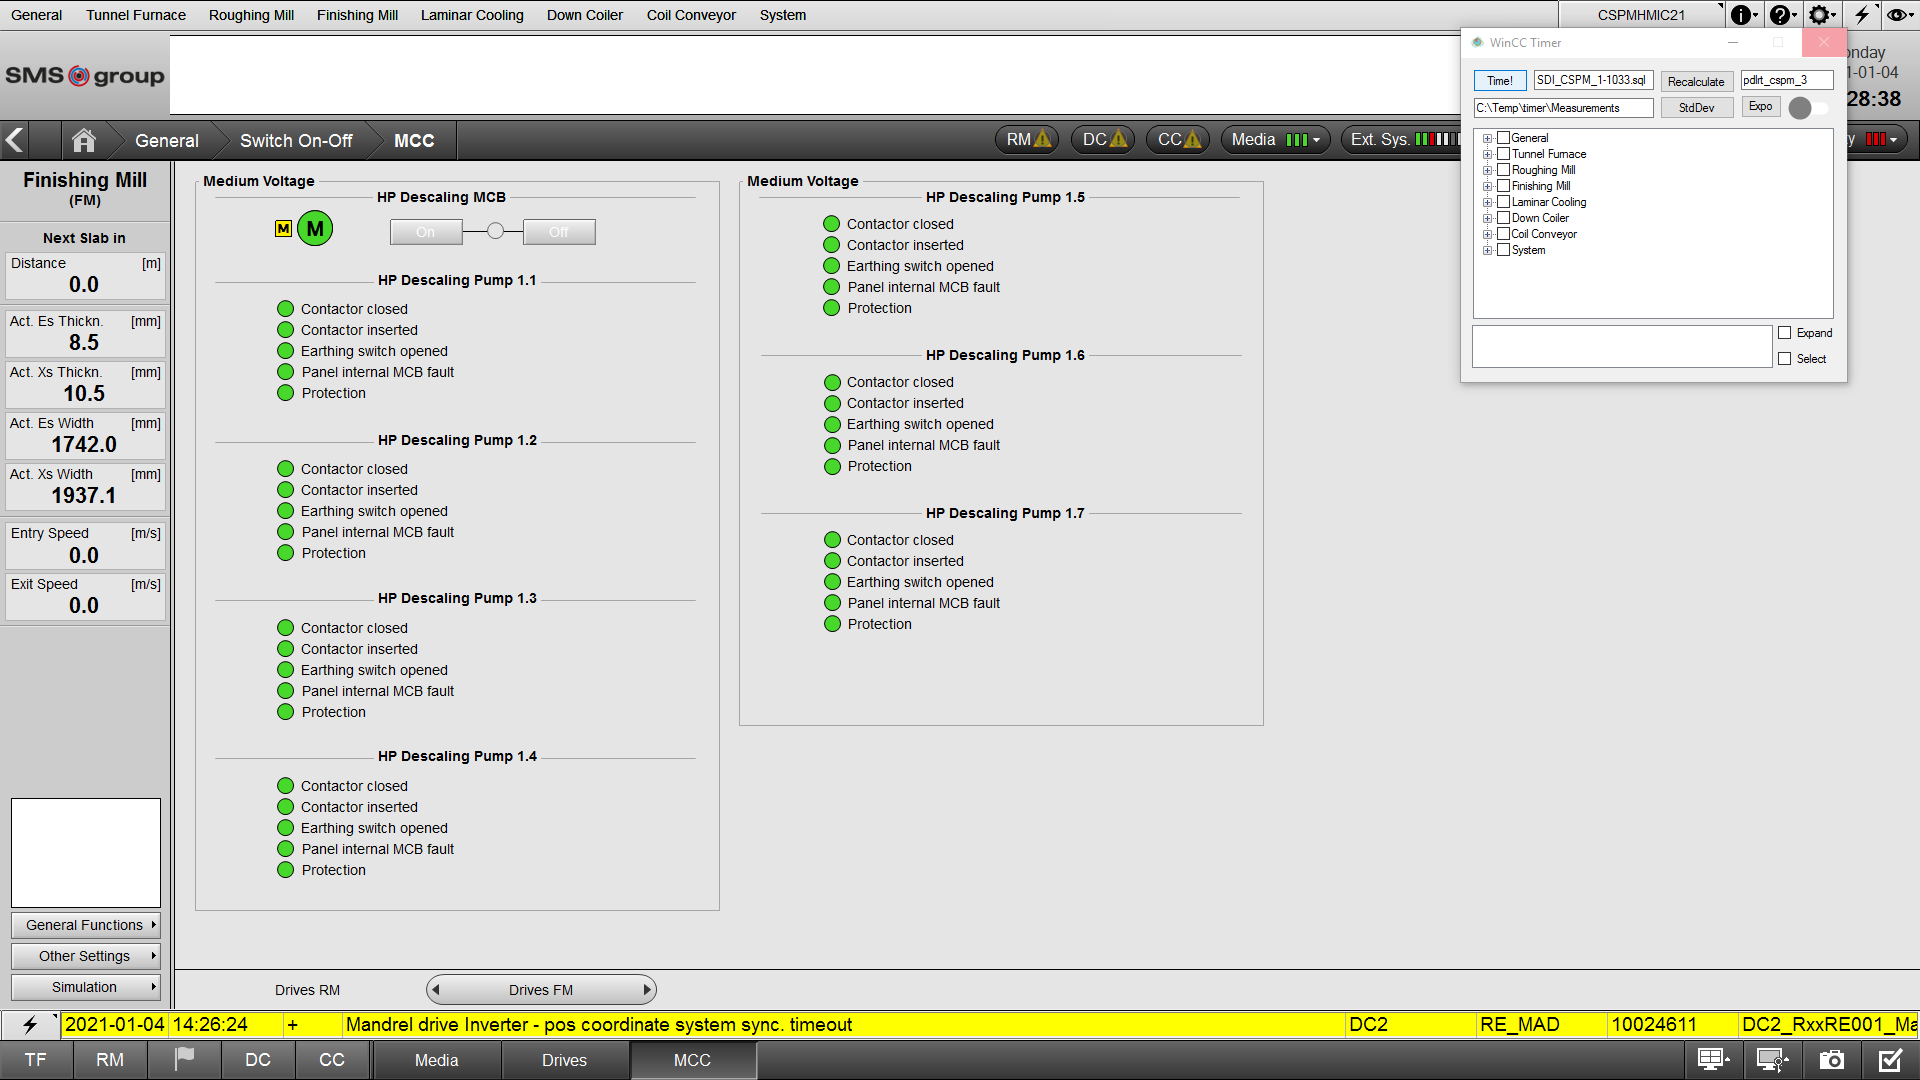 General Tunnel Furnace Roughing Mill Finishing Mill Laminar Cooling Down Coiler Coil Conveyor System CSPMHMIC21
SMS group
WinCC Timer
Time! SDI_CSPM_1-1033.sql Recalculate pdlrt_cspm_3
C:\Temp\timer\Measurements StdDev Expo
General
Tunnel Furnace
Roughing Mill
Finishing Mill
Laminar Cooling
Down Coiler
Coil Conveyor
System
Expand
Select
nday
1-01-04
28:38
General Switch On-Off MCC RM DC CC Media Ext. Sys. y
Finishing Mill
(FM)
Next Slab in
Distance [m]
0.0
Act. Es Thickn. [mm]
8.5
Act. Xs Thickn. [mm]
10.5
Act. Es Width [mm]
1742.0
Act. Xs Width [mm]
1937.1
Entry Speed [m/s]
0.0
Exit Speed [m/s]
0.0
General Functions
Other Settings
Simulation
Medium Voltage
HP Descaling MCB
M M On Off
HP Descaling Pump 1.1
Contactor closed
Contactor inserted
Earthing switch opened
Panel internal MCB fault
Protection
HP Descaling Pump 1.2
Contactor closed
Contactor inserted
Earthing switch opened
Panel internal MCB fault
Protection
HP Descaling Pump 1.3
Contactor closed
Contactor inserted
Earthing switch opened
Panel internal MCB fault
Protection
HP Descaling Pump 1.4
Contactor closed
Contactor inserted
Earthing switch opened
Panel internal MCB fault
Protection
Medium Voltage
HP Descaling Pump 1.5
Contactor closed
Contactor inserted
Earthing switch opened
Panel internal MCB fault
Protection
HP Descaling Pump 1.6
Contactor closed
Contactor inserted
Earthing switch opened
Panel internal MCB fault
Protection
HP Descaling Pump 1.7
Contactor closed
Contactor inserted
Earthing switch opened
Panel internal MCB fault
Protection
Drives RM Drives FM
2021-01-04 14:26:24 + Mandrel drive Inverter - pos coordinate system sync. timeout DC2 RE_MAD 10024611 DC2_RxxRE001_Ma
TF RM DC CC Media Drives MCC